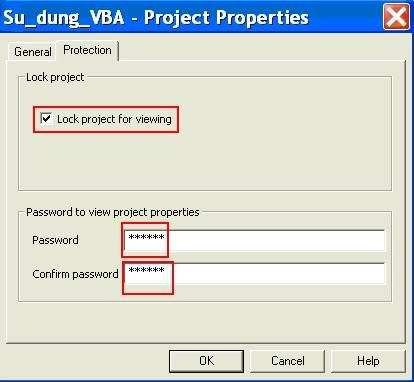 Su_dung_VBA - Project Properties
General Protection
Lock project
Lock project for viewing
Password to view project properties
Password ******
Confirm password ******
OK Cancel Help